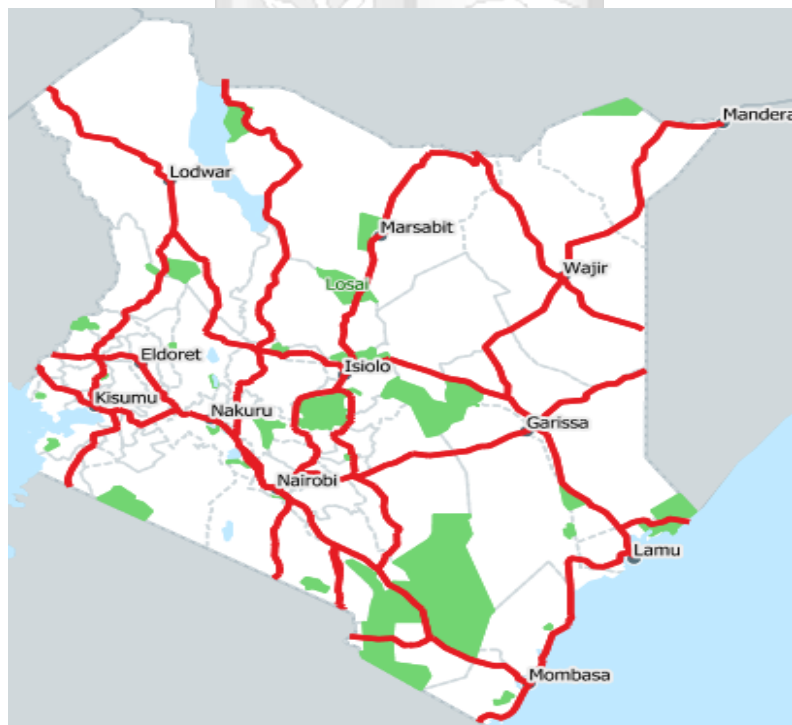 Mandera
Lodwar
Marsabit
Wajir
Losai
Eldoret
Isiolo
Kisumu
Nakuru
Garissa
Nairobi
Lamu
Mombasa